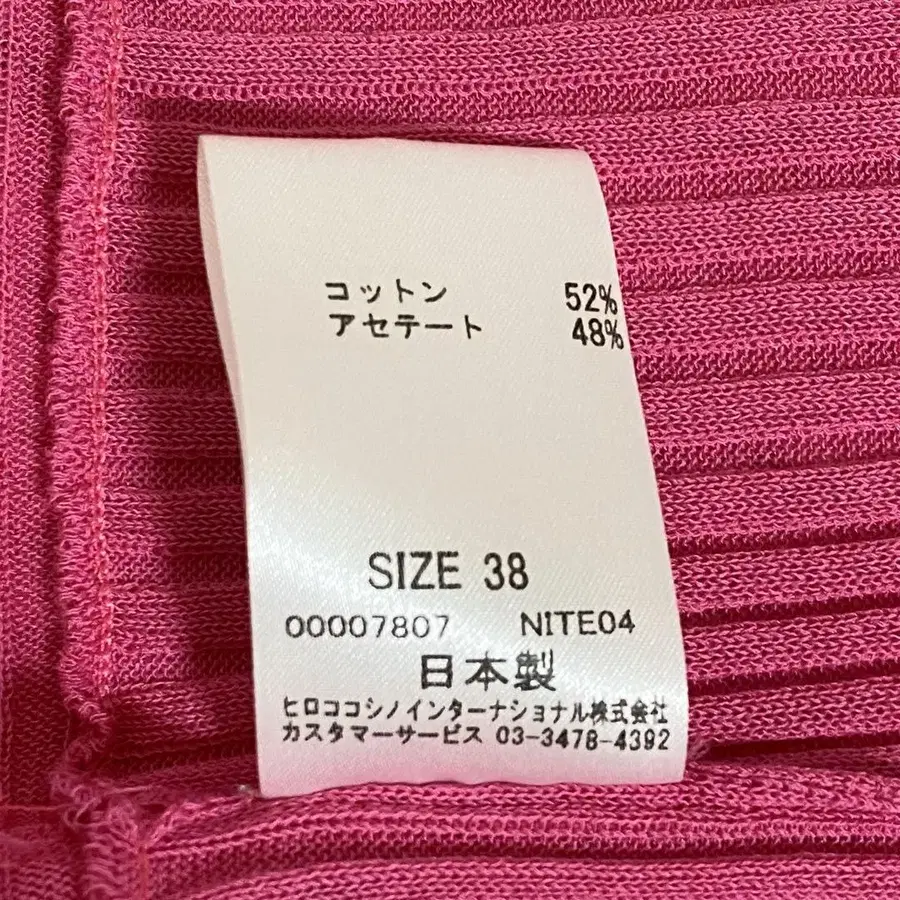 コットン 52%
アセテート 48%
SIZE 38
00007807 NITE04
日本製
ヒロココシノインターナショナル株式会社
カスタマーサービス 03-3478-4392